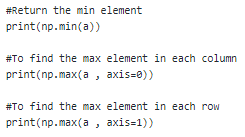 #Return the min element
print(np.min(a))
#To find the max element in each column
print(np.max(a , axis=0))
#To find the max element in each row
print(np.max(a , axis=1))